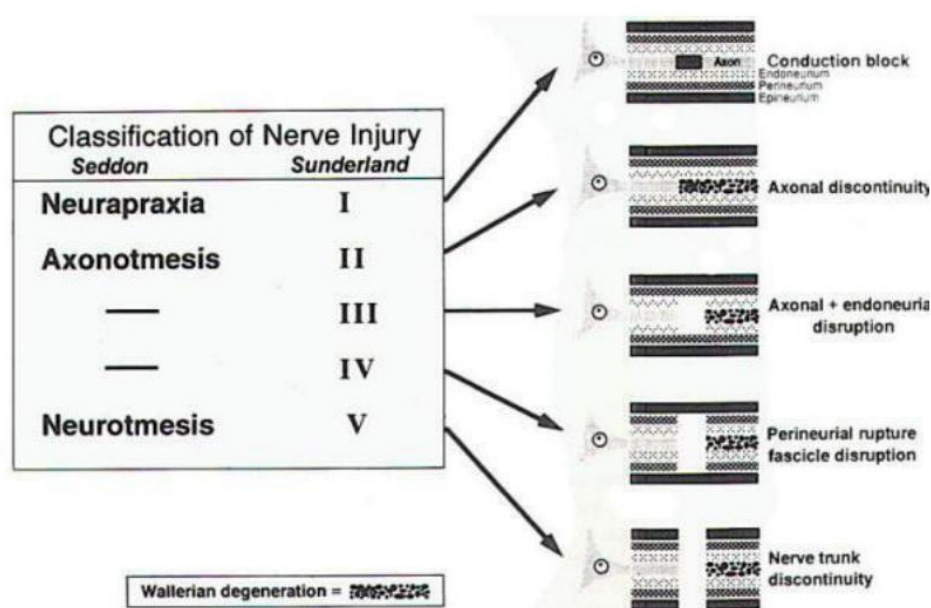 Classification of Nerve Injury
Seddon Sunderland
Neurapraxia I
Axonotmesis II
— III
— IV
Neurotmesis V
Wallerian degeneration =
Axon
Endoneurium
Perineurium
Epineurium
Conduction block
Axonal discontinuity
Axonal + endoneuria
disruption
Perineurial rupture
fascicle disruption
Nerve trunk
discontinuity